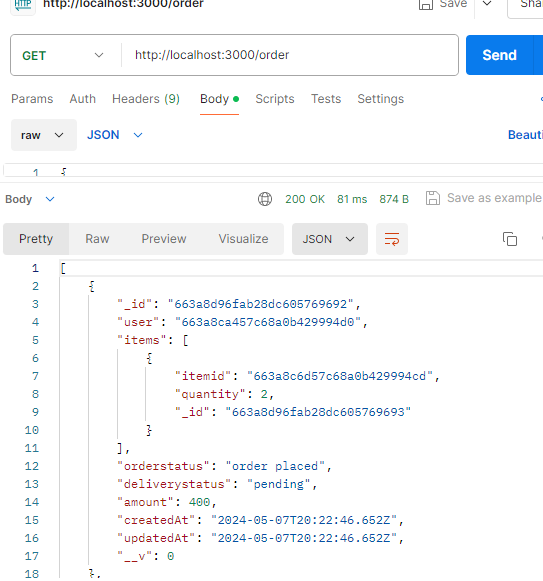 HTTP http://localhost:3000/order Save
GET http://localhost:3000/order Send
Params Auth Headers (9) Body Scripts Tests Settings
raw JSON
1 {
Body 200 OK 81 ms 874 B Save as example
Pretty Raw Preview Visualize JSON
1 [
2 {
3 "_id": "663a8d96fab28dc605769692",
4 "user": "663a8ca457c68a0b429994d0",
5 "items": [
6 {
7 "itemid": "663a8c6d57c68a0b429994cd",
8 "quantity": 2,
9 "_id": "663a8d96fab28dc605769693"
10 }
11 ],
12 "orderstatus": "order placed",
13 "deliverystatus": "pending",
14 "amount": 400,
15 "createdAt": "2024-05-07T20:22:46.652Z",
16 "updatedAt": "2024-05-07T20:22:46.652Z",
17 "__v": 0
18 },